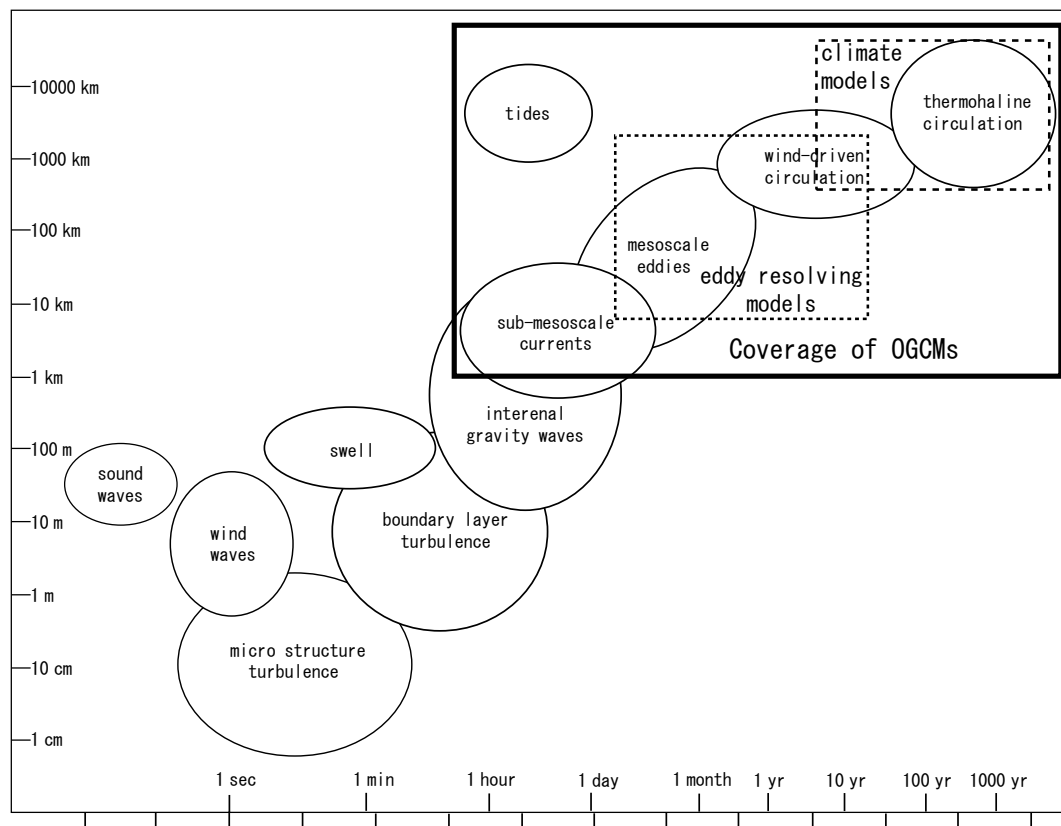 10000 km
1000 km
100 km
10 km
1 km
100 m
10 m
1 m
10 cm
1 cm
climate
models
thermohaline
circulation
tides
wind-driven
circulation
mesoscale
eddies
eddy resolving
models
sub-mesoscale
currents
Coverage of OGCMs
interenal
gravity waves
swell
sound
waves
boundary layer
turbulence
wind
waves
micro structure
turbulence
1 sec
1 min
1 hour
1 day
1 month
1 yr
10 yr
100 yr
1000 yr